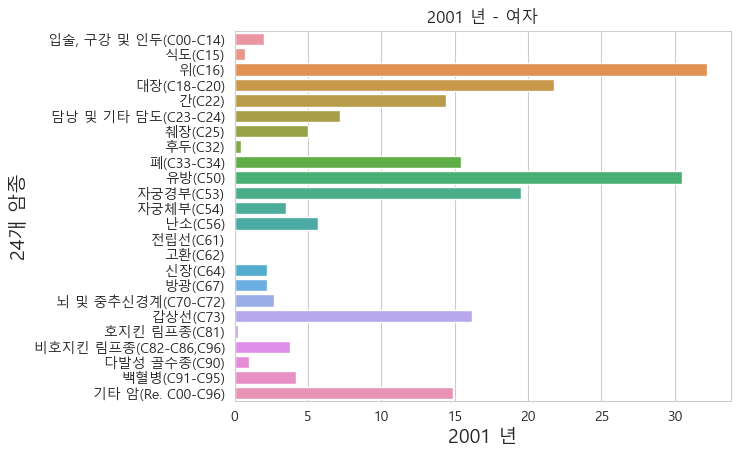 2001 년 - 여자
24개 암종
입술, 구강 및 인두(C00-C14)
식도(C15)
위(C16)
대장(C18-C20)
간(C22)
담낭 및 기타 담도(C23-C24)
췌장(C25)
후두(C32)
폐(C33-C34)
유방(C50)
자궁경부(C53)
자궁체부(C54)
난소(C56)
전립선(C61)
고환(C62)
신장(C64)
방광(C67)
뇌 및 중추신경계(C70-C72)
갑상선(C73)
호지킨 림프종(C81)
비호지킨 림프종(C82-C86,C96)
다발성 골수종(C90)
백혈병(C91-C95)
기타 암(Re. C00-C96)
0 5 10 15 20 25 30
2001 년